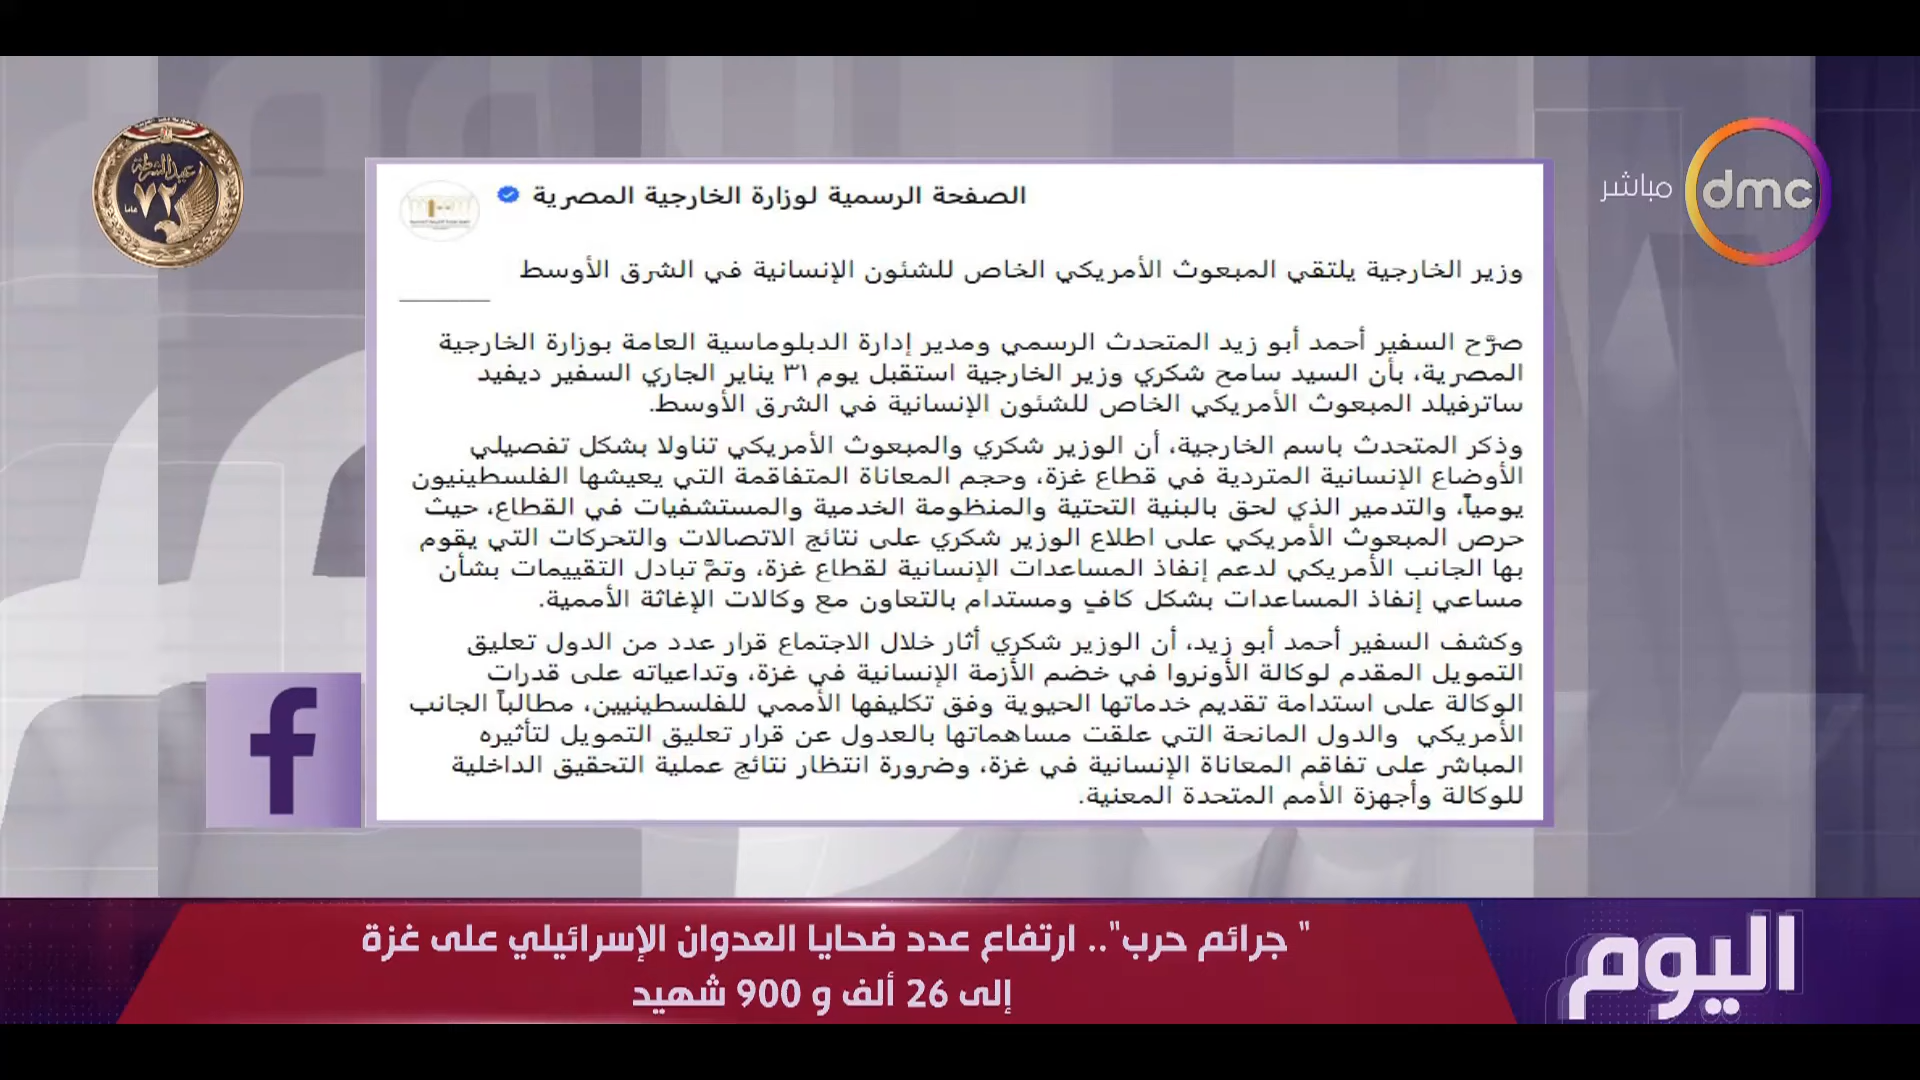 عيد الشرطة
٧٢
عاما
مباشر
dmc
الصفحة الرسمية لوزارة الخارجية المصرية
وزير الخارجية يلتقي المبعوث الأمريكي الخاص للشئون الإنسانية في الشرق الأوسط
صرَّح السفير أحمد أبو زيد المتحدث الرسمي ومدير إدارة الدبلوماسية العامة بوزارة الخارجية
المصرية، بأن السيد سامح شكري وزير الخارجية استقبل يوم ٣١ يناير الجاري السفير ديفيد
ساترفيلد المبعوث الأمريكي الخاص للشئون الإنسانية في الشرق الأوسط.
وذكر المتحدث باسم الخارجية، أن الوزير شكري والمبعوث الأمريكي تناولا بشكل تفصيلي
الأوضاع الإنسانية المتردية في قطاع غزة، وحجم المعاناة المتفاقمة التي يعيشها الفلسطينيون
يومياً، والتدمير الذي لحق بالبنية التحتية والمنظومة الخدمية والمستشفيات في القطاع، حيث
حرص المبعوث الأمريكي على اطلاع الوزير شكري على نتائج الاتصالات والتحركات التي يقوم
بها الجانب الأمريكي لدعم إنفاذ المساعدات الإنسانية لقطاع غزة، وتمَّ تبادل التقييمات بشأن
مساعي إنفاذ المساعدات بشكل كافٍ ومستدام بالتعاون مع وكالات الإغاثة الأممية.
وكشف السفير أحمد أبو زيد، أن الوزير شكري أثار خلال الاجتماع قرار عدد من الدول تعليق
التمويل المقدم لوكالة الأونروا في خضم الأزمة الإنسانية في غزة، وتداعياته على قدرات
الوكالة على استدامة تقديم خدماتها الحيوية وفق تكليفها الأممي للفلسطينيين، مطالباً الجانب
الأمريكي والدول المانحة التي علقت مساهماتها بالعدول عن قرار تعليق التمويل لتأثيره
المباشر على تفاقم المعاناة الإنسانية في غزة، وضرورة انتظار نتائج عملية التحقيق الداخلية
للوكالة وأجهزة الأمم المتحدة المعنية.
f
" جرائم حرب".. ارتفاع عدد ضحايا العدوان الإسرائيلي على غزة
إلى 26 ألف و 900 شهيد
اليوم